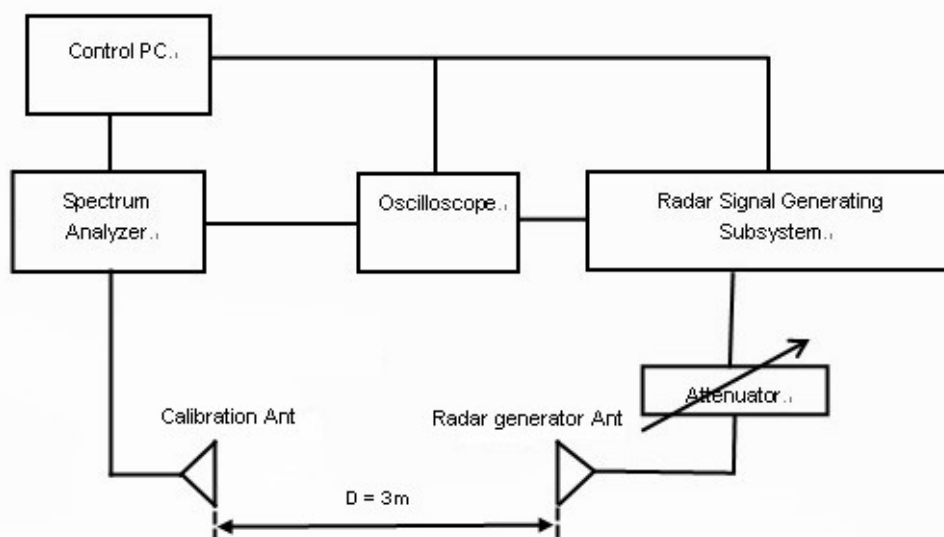 Control PC.
Spectrum
Analyzer.
Oscilloscope.
Radar Signal Generating
Subsystem.
Attenuator.
Calibration Ant
Radar generator Ant
D = 3m